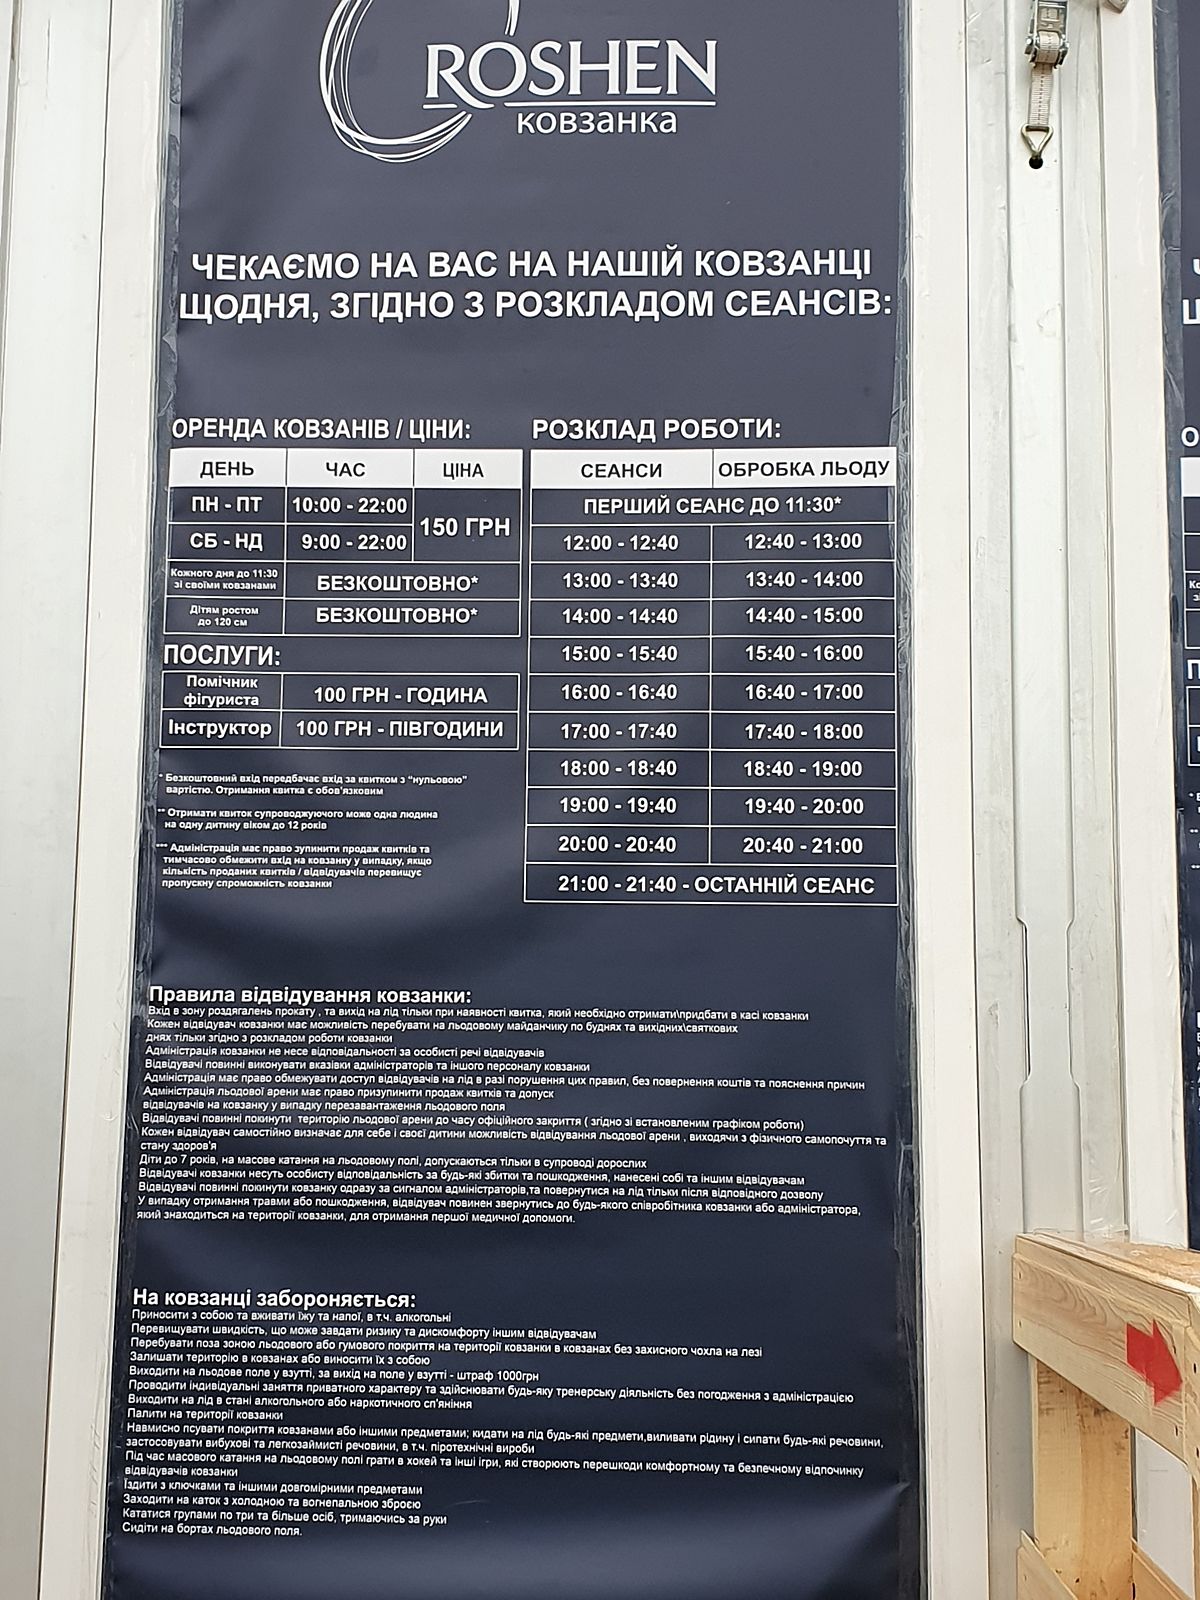 ROSHEN
ковзанка
ЧЕКАЄМО НА ВАС НА НАШІЙ КОВЗАНЦІ
ЩОДНЯ, ЗГІДНО З РОЗКЛАДОМ СЕАНСІВ:
ОРЕНДА КОВЗАНІВ / ЦІНИ:
ДЕНЬ ЧАС ЦІНА
ПН - ПТ 10:00 - 22:00
150 ГРН
СБ - НД 9:00 - 22:00
Кожного дня до 11:30
зі своїми ковзанами
БЕЗКОШТОВНО*
Дітям ростом
до 120 см
БЕЗКОШТОВНО*
ПОСЛУГИ:
Помічник
фігуриста
100 ГРН - ГОДИНА
Інструктор 100 ГРН - ПІВГОДИНИ
* Безкоштовний вхід передбачає вхід за квитком з "нульовою"
вартістю. Отримання квитка є обов'язковим
** Отримати квиток супроводжуючого може одна людина
на одну дитину віком до 12 років
*** Адміністрація має право зупинити продаж квитків та
тимчасово обмежити вхід на ковзанку у випадку, якщо
кількість проданих квитків / відвідувачів перевищує
пропускну спроможність ковзанки
РОЗКЛАД РОБОТИ:
СЕАНСИ ОБРОБКА ЛЬОДУ
ПЕРШИЙ СЕАНС ДО 11:30*
12:00 - 12:40 12:40 - 13:00
13:00 - 13:40 13:40 - 14:00
14:00 - 14:40 14:40 - 15:00
15:00 - 15:40 15:40 - 16:00
16:00 - 16:40 16:40 - 17:00
17:00 - 17:40 17:40 - 18:00
18:00 - 18:40 18:40 - 19:00
19:00 - 19:40 19:40 - 20:00
20:00 - 20:40 20:40 - 21:00
21:00 - 21:40 - ОСТАННІЙ СЕАНС
Правила відвідування ковзанки:
Вхід в зону роздягалень прокату , та вихід на лід тільки при наявності квитка, який необхідно отримати\придбати в касі ковзанки
Кожен відвідувач ковзанки має можливість перебувати на льодовому майданчику по буднях та вихідних\святкових
днях тільки згідно з розкладом роботи ковзанки
Адміністрація ковзанки не несе відповідальності за особисті речі відвідувачів
Відвідувачі повинні виконувати вказівки адміністраторів та іншого персоналу ковзанки
Адміністрація має право обмежувати доступ відвідувачів на лід в разі порушення цих правил, без повернення коштів та пояснення причин
Адміністрація льодової арени має право призупинити продаж квитків та допуск
відвідувачів на ковзанку у випадку перезавантаження льодового поля
Відвідувачі повинні покинути територію льодової арени до часу офіційного закриття ( згідно зі встановленим графіком роботи)
Кожен відвідувач самостійно визначає для себе і своєї дитини можливість відвідування льодової арени , виходячи з фізичного самопочуття та
стану здоров'я
Діти до 7 років, на масове катання на льодовому полі, допускаються тільки в супроводі дорослих
Відвідувачі ковзанки несуть особисту відповідальність за будь-які збитки та пошкодження, нанесені собі та іншим відвідувачам
Відвідувачі повинні покинути ковзанку одразу за сигналом адміністраторів,та повернутися на лід тільки після відповідного дозволу
У випадку отримання травми або пошкодження, відвідувач повинен звернутись до будь-якого співробітника ковзанки або адміністратора,
який знаходиться на території ковзанки, для отримання першої медичної допомоги.
На ковзанці забороняється:
Приносити з собою та вживати їжу та напої, в т.ч. алкогольні
Перевищувати швидкість, що може завдати ризику та дискомфорту іншим відвідувачам
Перебувати поза зоною льодового або гумового покриття на території ковзанки в ковзанах без захисного чохла на лезі
Залишати територію в ковзанах або виносити їх з собою
Виходити на льодове поле у взутті, за вихід на поле у взутті - штраф 1000грн
Проводити індивідуальні заняття приватного характеру та здійснювати будь-яку тренерську діяльність без погодження з адміністрацією
Виходити на лід в стані алкогольного або наркотичного сп'яніння
Палити на території ковзанки
Навмисно псувати покриття ковзанами або іншими предметами; кидати на лід будь-які предмети,виливати рідину і сипати будь-які речовини,
застосовувати вибухові та легкозаймисті речовини, в т.ч. піротехнічні вироби
Під час масового катання на льодовому полі грати в хокей та інші ігри, які створюють перешкоди комфортному та безпечному відпочинку
відвідувачів ковзанки
Їздити з ключками та іншими довгомірними предметами
Заходити на каток з холодною та вогнепальною зброєю
Кататися групами по три та більше осіб, тримаючись за руки
Сидіти на бортах льодового поля.